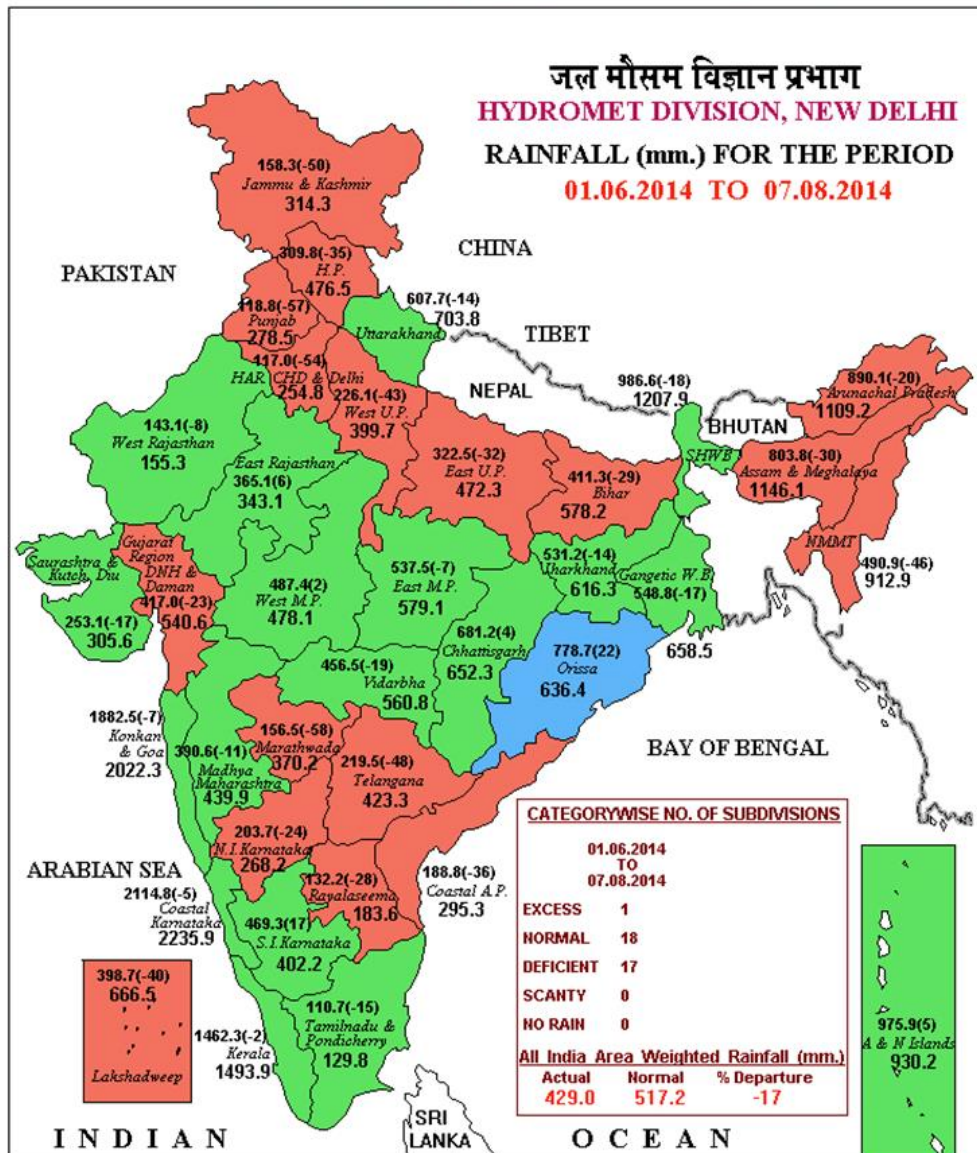 जल मौसम विज्ञान प्रभाग
HYDROMET DIVISION, NEW DELHI
RAINFALL (mm.) FOR THE PERIOD
01.06.2014 TO 07.08.2014
158.3(-50)
Jammu & Kashmir
314.3
CHINA
PAKISTAN
309.8(-35)
H.P.
476.5
118.8(-57)
Punjab
278.5
607.7(-14)
703.8
Uttarakhand
TIBET
117.0(-54)
HAR. CHD & Delhi
254.8
226.1(-43)
West U.P.
399.7
NEPAL
986.6(-18)
1207.9
SHWB
BHUTAN
890.1(-20)
Arunachal Pradesh
1109.2
803.8(-30)
Assam & Meghalaya
1146.1
NMMT
490.9(-46)
912.9
143.1(-8)
West Rajasthan
155.3
East Rajasthan
365.1(6)
343.1
322.5(-32)
East U.P.
472.3
411.3(-29)
Bihar
578.2
Gujarat
Region
DNH &
Daman
417.0(-23)
540.6
Saurashtra &
Kutch, Diu
253.1(-17)
305.6
487.4(2)
West M.P.
478.1
537.5(-7)
East M.P.
579.1
531.2(-14)
Jharkhand
616.3
Gangetic W.B.
548.8(-17)
658.5
681.2(4)
Chhattisgarh
652.3
778.7(22)
Orissa
636.4
456.5(-19)
Vidarbha
560.8
1882.5(-7)
Konkan
& Goa
2022.3
390.6(-11)
Madhya
Maharashtra
439.9
156.5(-58)
Marathwada
370.2
219.5(-48)
Telangana
423.3
BAY OF BENGAL
203.7(-24)
N.I.Karnataka
268.2
132.2(-28)
Rayalaseema
183.6
188.8(-36)
Coastal A.P.
295.3
ARABIAN SEA
2114.8(-5)
Coastal
Karnataka
2235.9
469.3(17)
S.I.Karnataka
402.2
398.7(-40)
666.5
Lakshadweep
1462.3(-2)
Kerala
1493.9
110.7(-15)
Tamilnadu &
Pondicherry
129.8
CATEGORYWISE NO. OF SUBDIVISIONS
01.06.2014
TO
07.08.2014
EXCESS 1
NORMAL 18
DEFICIENT 17
SCANTY 0
NO RAIN 0
All India Area Weighted Rainfall (mm.)
Actual Normal % Departure
429.0 517.2 -17
975.9(5)
A & N Islands
930.2
SRI
LANKA
INDIAN OCEAN